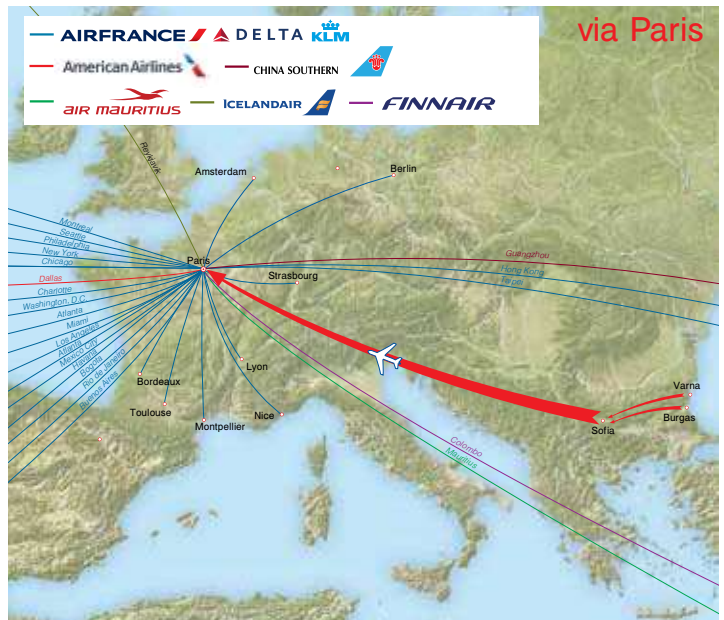 via Paris
AIRFRANCE DELTA KLM
American Airlines CHINA SOUTHERN
AIR MAURITIUS ICELANDAIR FINNAIR
Reykiavik
Amsterdam
Berlin
Montreal
Seattle
Philadelphia
New York
Chicago
Paris
Guangzhou
Hong Kong
Dallas
Strasbourg
Charlotte
Washington, D.C.
Atlanta
Miami
Los Angeles
Atlanta
Mexico City
Havana
Bogota
Rio de Janeiro
Buenos Aires
Lyon
Bordeaux
Toulouse
Montpellier
Nice
Varna
Burgas
Sofia
Colombo
Mauritius